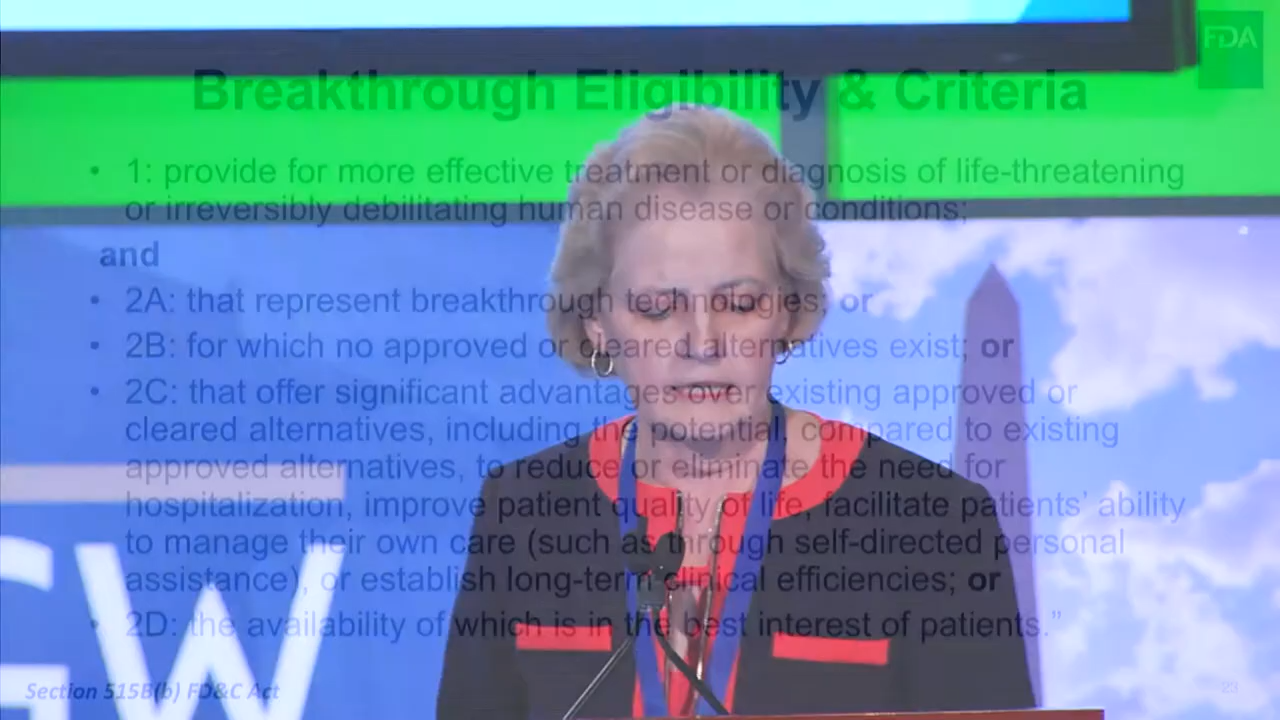 FDA
Breakthrough Eligibility & Criteria
• 1: provide for more effective treatment or diagnosis of life-threatening
or irreversibly debilitating human disease or conditions;
and
• 2A: that represent breakthrough technologies; or
• 2B: for which no approved or cleared alternatives exist; or
• 2C: that offer significant advantages over existing approved or
cleared alternatives, including the potential, compared to existing
approved alternatives, to reduce or eliminate the need for
hospitalization, improve patient quality of life, facilitate patients’ ability
to manage their own care (such as through self-directed personal
assistance), or establish long-term clinical efficiencies; or
• 2D: the availability of which is in the best interest of patients.”
GW
Section 515B(b) FD&C Act
23